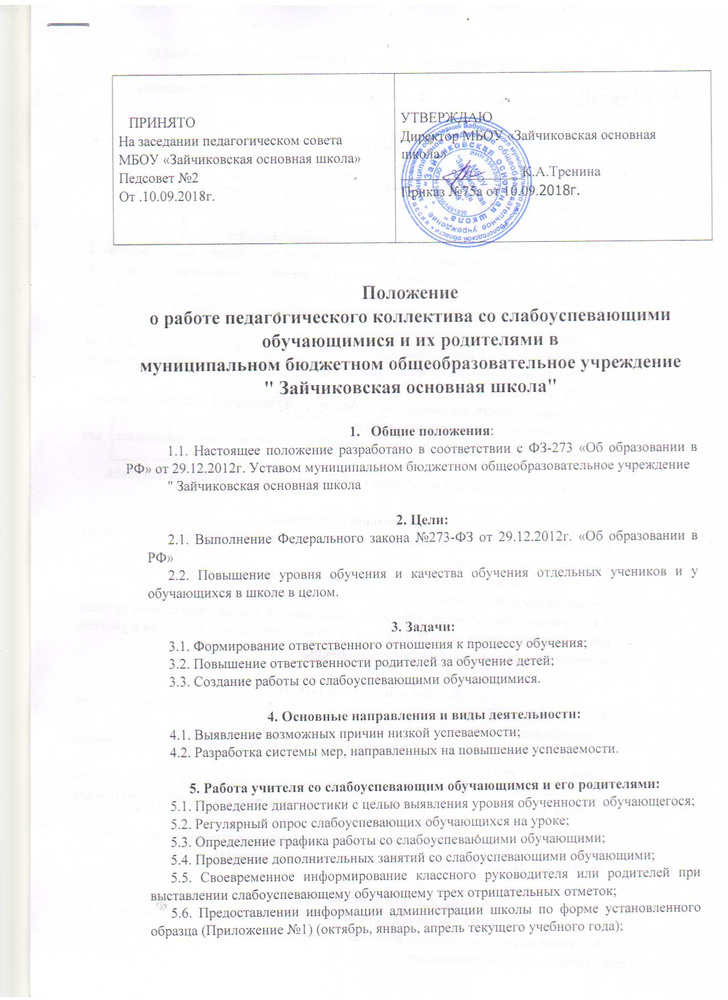 ПРИНЯТО
На заседании педагогическом совета
МБОУ «Зайчиковская основная школа»
Педсовет №2
От .10.09.2018г.
УТВЕРЖДАЮ
Директор МБОУ «Зайчиковская основная
школа»
К.А.Тренина
Приказ №75а от 10.09.2018г.
Положение
о работе педагогического коллектива со слабоуспевающими
обучающимися и их родителями в
муниципальном бюджетном общеобразовательное учреждение
" Зайчиковская основная школа"
1. Общие положения:
1.1. Настоящее положение разработано в соответствии с ФЗ-273 «Об образовании в
РФ» от 29.12.2012г. Уставом муниципальном бюджетном общеобразовательное учреждение
" Зайчиковская основная школа
2. Цели:
2.1. Выполнение Федерального закона №273-ФЗ от 29.12.2012г. «Об образовании в
РФ»
2.2. Повышение уровня обучения и качества обучения отдельных учеников и у
обучающихся в школе в целом.
3. Задачи:
3.1. Формирование ответственного отношения к процессу обучения;
3.2. Повышение ответственности родителей за обучение детей;
3.3. Создание работы со слабоуспевающими обучающимися.
4. Основные направления и виды деятельности:
4.1. Выявление возможных причин низкой успеваемости;
4.2. Разработка системы мер, направленных на повышение успеваемости.
5. Работа учителя со слабоуспевающим обучающимся и его родителями:
5.1. Проведение диагностики с целью выявления уровня обученности обучающегося;
5.2. Регулярный опрос слабоуспевающих обучающихся на уроке;
5.3. Определение графика работы со слабоуспевающими обучающими;
5.4. Проведение дополнительных занятий со слабоуспевающими обучающими;
5.5. Своевременное информирование классного руководителя или родителей при
выставлении слабоуспевающему обучающему трех отрицательных отметок;
5.6. Предоставлении информации администрации школы по форме установленного
образца (Приложение №1) (октябрь, январь, апрель текущего учебного года);